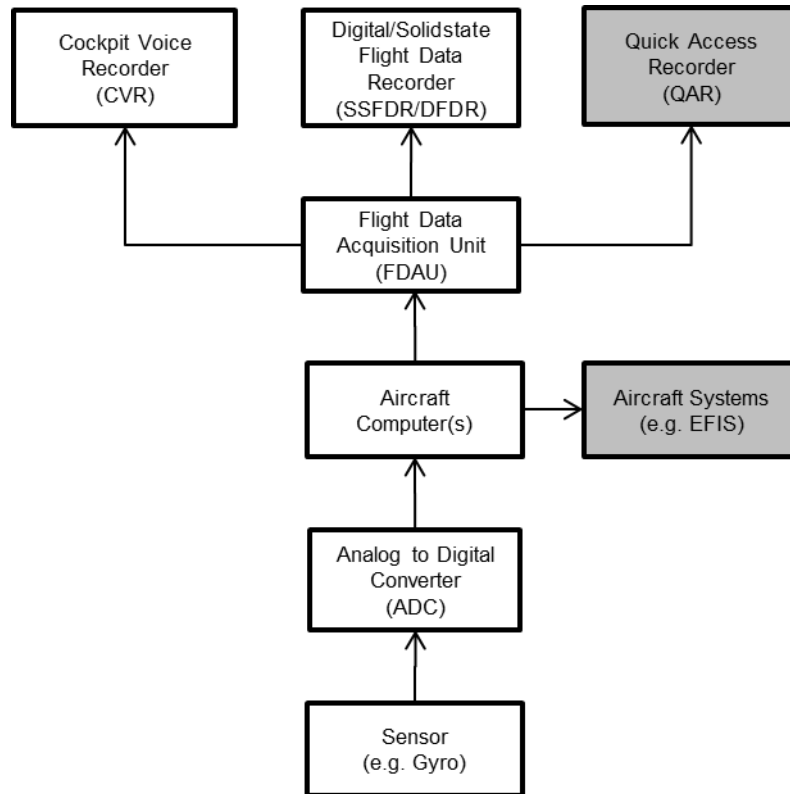 Cockpit Voice
Recorder
(CVR)
Digital/Solidstate
Flight Data
Recorder
(SSFDR/DFDR)
Quick Access
Recorder
(QAR)
Flight Data
Acquisition Unit
(FDAU)
Aircraft
Computer(s)
Aircraft Systems
(e.g. EFIS)
Analog to Digital
Converter
(ADC)
Sensor
(e.g. Gyro)